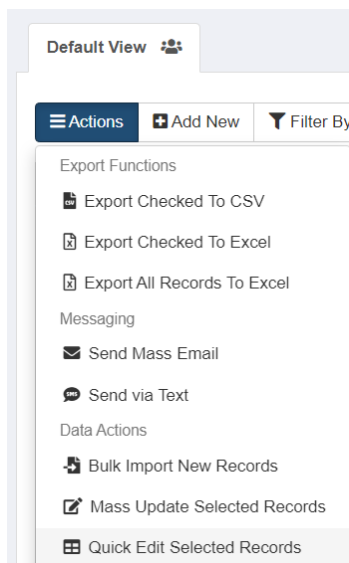 Default View
Actions Add New Filter By
Export Functions
CSV Export Checked To CSV
X Export Checked To Excel
X Export All Records To Excel
Messaging
Send Mass Email
SMS Send via Text
Data Actions
Bulk Import New Records
Mass Update Selected Records
Quick Edit Selected Records